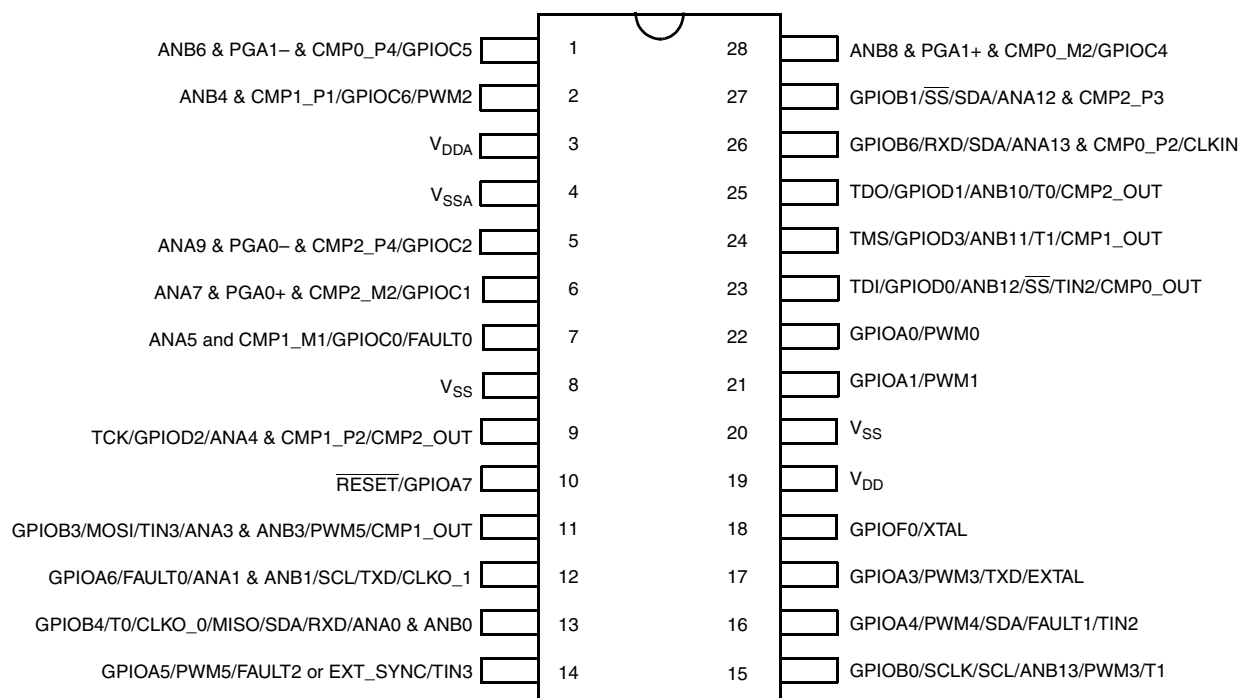 ANB6 & PGA1– & CMP0_P4/GPIOC5 1 28 ANB8 & PGA1+ & CMP0_M2/GPIOC4
ANB4 & CMP1_P1/GPIOC6/PWM2 2 27 GPIOB1/S̅S̅/SDA/ANA12 & CMP2_P3
VDDA 3 26 GPIOB6/RXD/SDA/ANA13 & CMP0_P2/CLKIN
VSSA 4 25 TDO/GPIOD1/ANB10/T0/CMP2_OUT
ANA9 & PGA0– & CMP2_P4/GPIOC2 5 24 TMS/GPIOD3/ANB11/T1/CMP1_OUT
ANA7 & PGA0+ & CMP2_M2/GPIOC1 6 23 TDI/GPIOD0/ANB12/S̅S̅/TIN2/CMP0_OUT
ANA5 and CMP1_M1/GPIOC0/FAULT0 7 22 GPIOA0/PWM0
VSS 8 21 GPIOA1/PWM1
TCK/GPIOD2/ANA4 & CMP1_P2/CMP2_OUT 9 20 VSS
R̅E̅S̅E̅T̅/GPIOA7 10 19 VDD
GPIOB3/MOSI/TIN3/ANA3 & ANB3/PWM5/CMP1_OUT 11 18 GPIOF0/XTAL
GPIOA6/FAULT0/ANA1 & ANB1/SCL/TXD/CLKO_1 12 17 GPIOA3/PWM3/TXD/EXTAL
GPIOB4/T0/CLKO_0/MISO/SDA/RXD/ANA0 & ANB0 13 16 GPIOA4/PWM4/SDA/FAULT1/TIN2
GPIOA5/PWM5/FAULT2 or EXT_SYNC/TIN3 14 15 GPIOB0/SCLK/SCL/ANB13/PWM3/T1